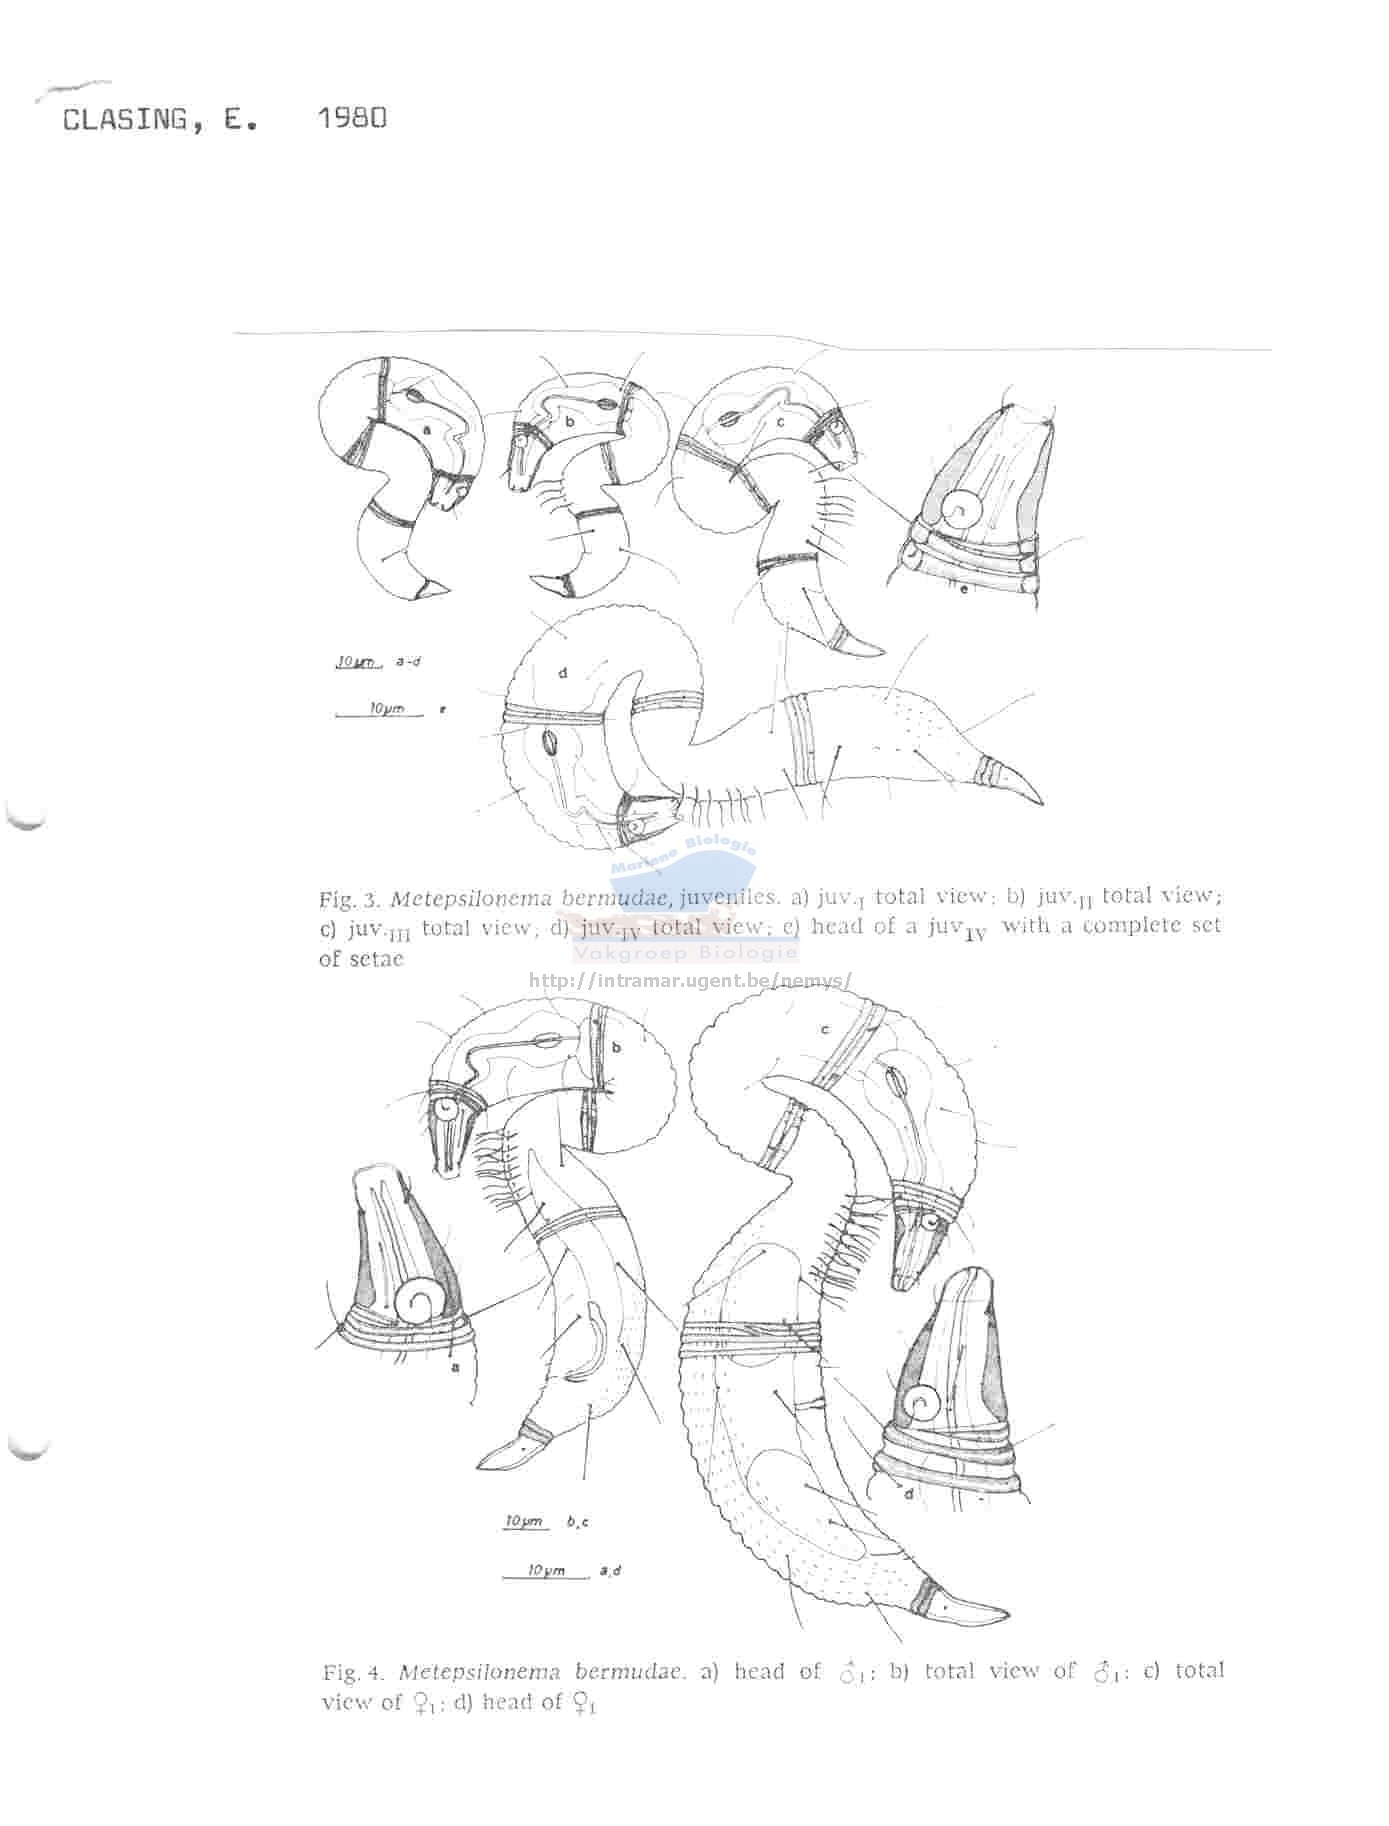 CLASING, E. 1980
a
b
c
e
d
10 µm a-d
10 µm e
Mariene Biologie
Fig. 3. Metepsilonema bermudae, juveniles. a) juv.I total view; b) juv.II total view;
c) juv.III total view; d) juv.IV total view; e) head of a juvIV with a complete set
of setae
Vakgroep Biologie
http://intramar.ugent.be/nemys/
b
c
a
d
10 µm b,c
10 µm a,d
Fig. 4. Metepsilonema bermudae. a) head of ♂1; b) total view of ♂1; c) total
view of ♀1; d) head of ♀1